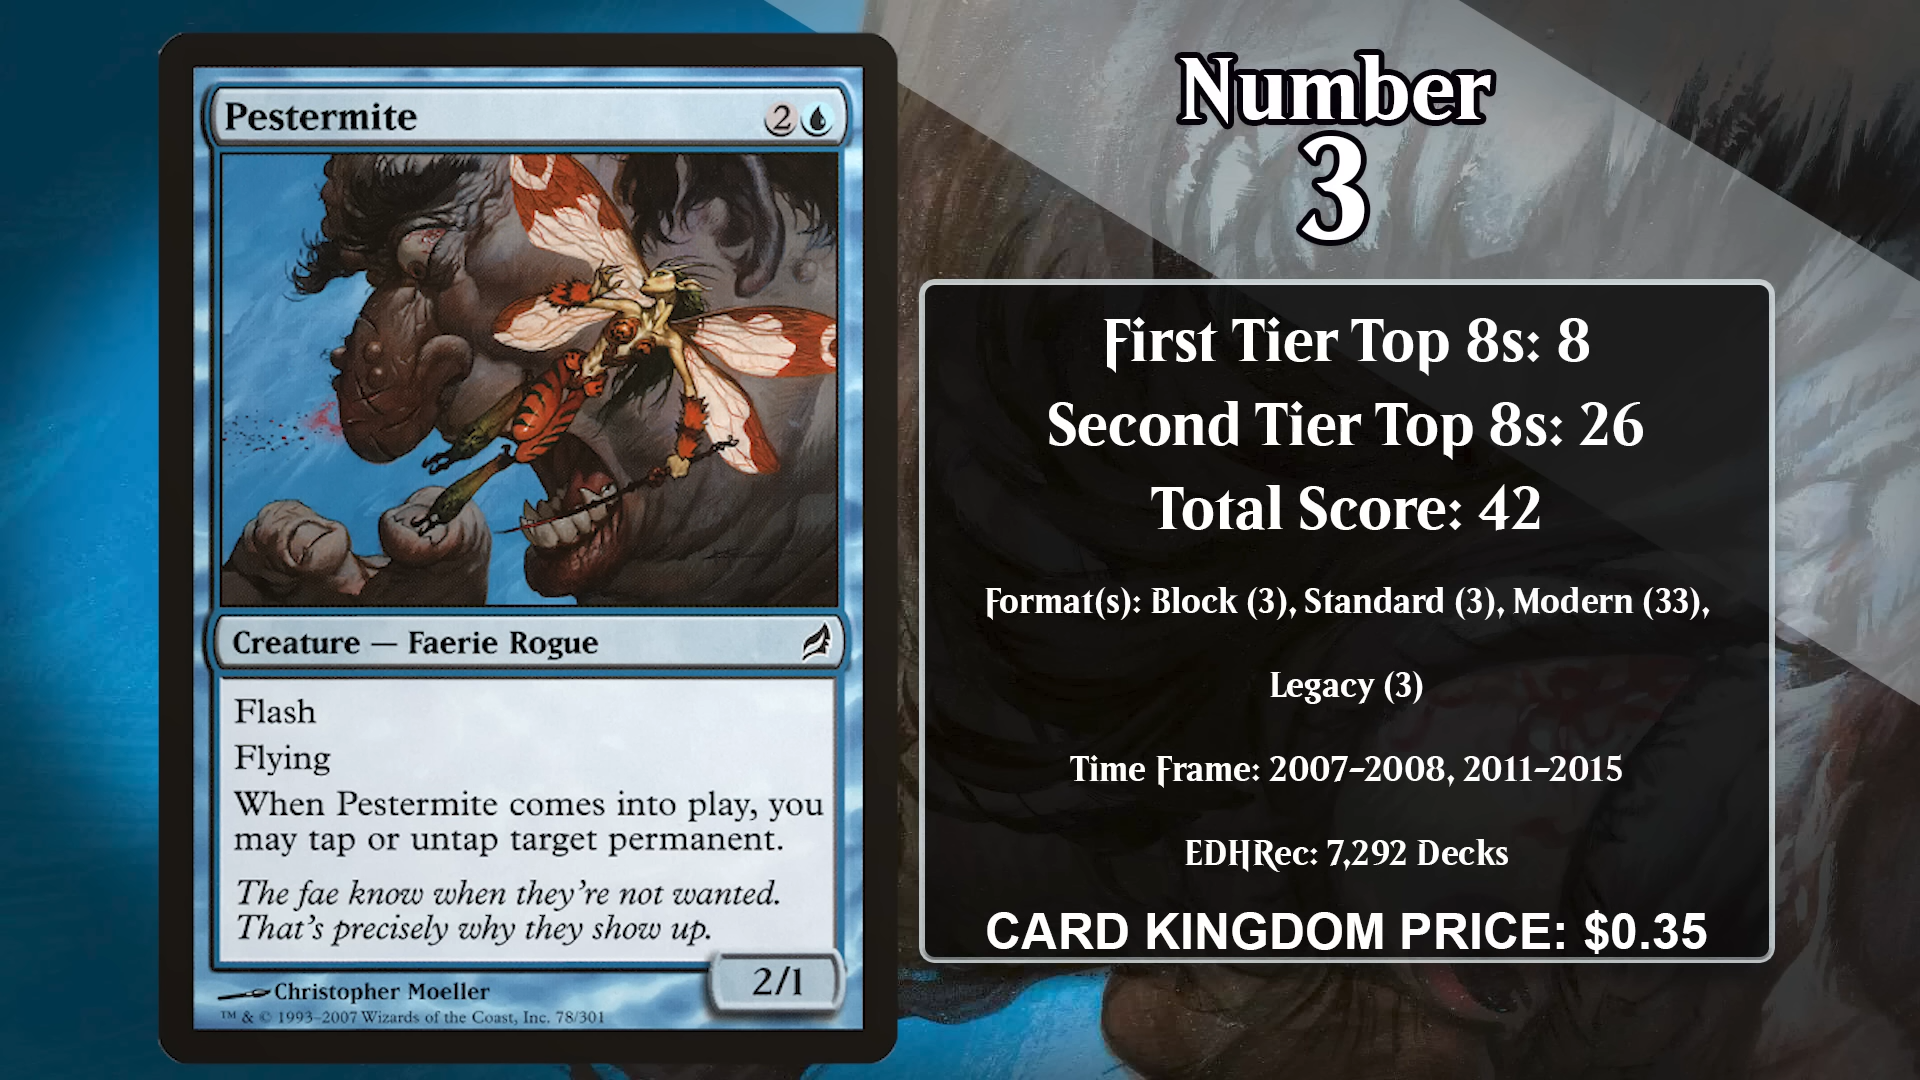 Pestermite
2
Creature — Faerie Rogue
Flash
Flying
When Pestermite comes into play, you
may tap or untap target permanent.
The fae know when they're not wanted.
That's precisely why they show up.
2/1
Christopher Moeller
™ & © 1993–2007 Wizards of the Coast, Inc. 78/301
Number
3
First Tier Top 8s: 8
Second Tier Top 8s: 26
Total Score: 42
Format(s): Block (3), Standard (3), Modern (33),
Legacy (3)
Time Frame: 2007-2008, 2011-2015
EDHRec: 7,292 Decks
CARD KINGDOM PRICE: $0.35